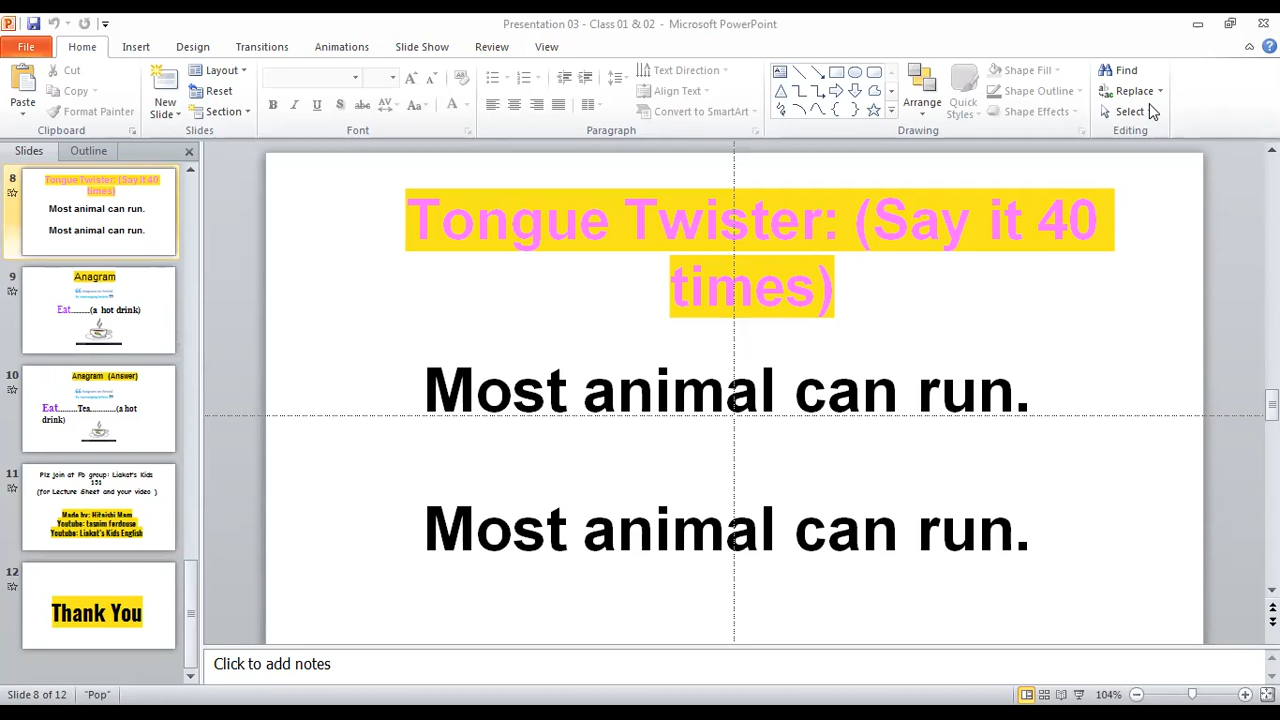 Presentation 03 - Class 01 & 02 - Microsoft PowerPoint
File Home Insert Design Transitions Animations Slide Show Review View
Paste
Cut
Copy
Format Painter
Clipboard
New Slide
Layout
Reset
Section
Slides
Font
Text Direction
Align Text
Convert to SmartArt
Paragraph
Arrange
Quick Styles
Shape Fill
Shape Outline
Shape Effects
Drawing
Find
Replace
Select
Editing
Slides Outline
8
Tongue Twister: (Say it 40
times)
Most animal can run.
Most animal can run.
9
Anagram
Eat.........(a hot drink)
10
Anagram (Answer)
Eat..........Tea............(a hot
drink)
11
Plz join at Fb group: Liakat's Kids
151
(for Lecture Sheet and your video )
Made by: Hitoishi Mam
Youtube: tasnim ferdouse
Youtube: Liakat's Kids English
12
Thank You
Tongue Twister: (Say it 40
times)
Most animal can run.
Most animal can run.
Click to add notes
Slide 8 of 12 "Pop" 104%